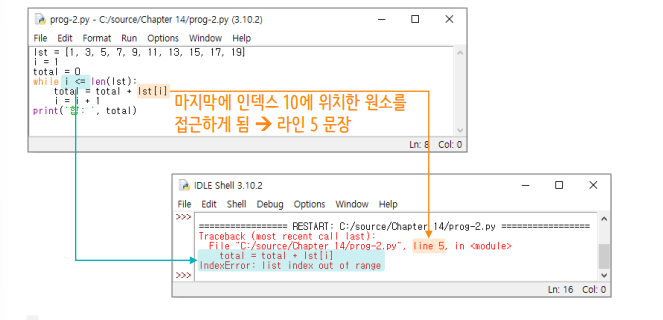 prog-2.py - C:/source/Chapter 14/prog-2.py (3.10.2)
File Edit Format Run Options Window Help
lst = [1, 3, 5, 7, 9, 11, 13, 15, 17, 19]
i = 1
total = 0
while i <= len(lst):
total = total + lst[i]
i = i + 1
print('합: ', total)
마지막에 인덱스 10에 위치한 원소를
접근하게 됨 → 라인 5 문장
Ln: 8 Col: 0
IDLE Shell 3.10.2
File Edit Shell Debug Options Window Help
>>>
================ RESTART: C:/source/Chapter 14/prog-2.py =================
Traceback (most recent call last):
File "C:/source/Chapter 14/prog-2.py", line 5, in <module>
total = total + lst[i]
IndexError: list index out of range
>>>
Ln: 16 Col: 0